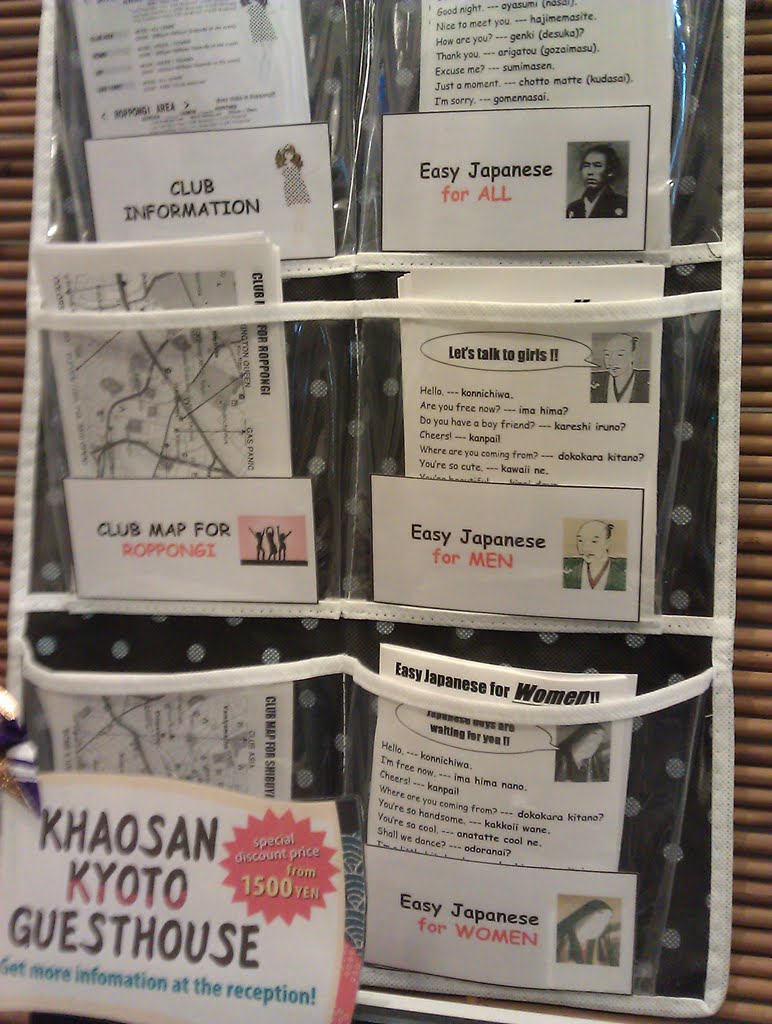 < ROPPONGI AREA >
CLUB
INFORMATION
Good night. --- oyasumi (nasai).
Nice to meet you. --- hajimemasite.
How are you? --- genki (desuka)?
Thank you. --- arigatou (gozaimasu).
Excuse me? --- sumimasen.
Just a moment. --- chotto matte (kudasai).
I'm sorry. --- gomennasai.
Easy Japanese
for ALL
FOR ROPPONGI
GAS PANIC
CLUB MAP FOR
ROPPONGI
Let's talk to girls !!
Hello. --- konnichiwa.
Are you free now? --- ima hima?
Do you have a boy friend? --- kareshi iruno?
Cheers! --- kanpai!
Where are you coming from? --- dokokara kitano?
You're so cute. --- kawaii ne.
Easy Japanese
for MEN
CLUB MAP FOR SHIBUYA
Easy Japanese for Women!!
Japanese boys are
waiting for you !!
Hello. --- konnichiwa.
I'm free now. --- ima hima nano.
Cheers! --- kanpai!
Where are you coming from? --- dokokara kitano?
You're so handsome. --- kakkoii wane.
You're so cool. --- anatatte cool ne.
Shall we dance? --- odoranai?
Easy Japanese
for WOMEN
KHAOSAN
KYOTO
GUESTHOUSE
special
discount price
from
1500 YEN
Get more infomation at the reception!